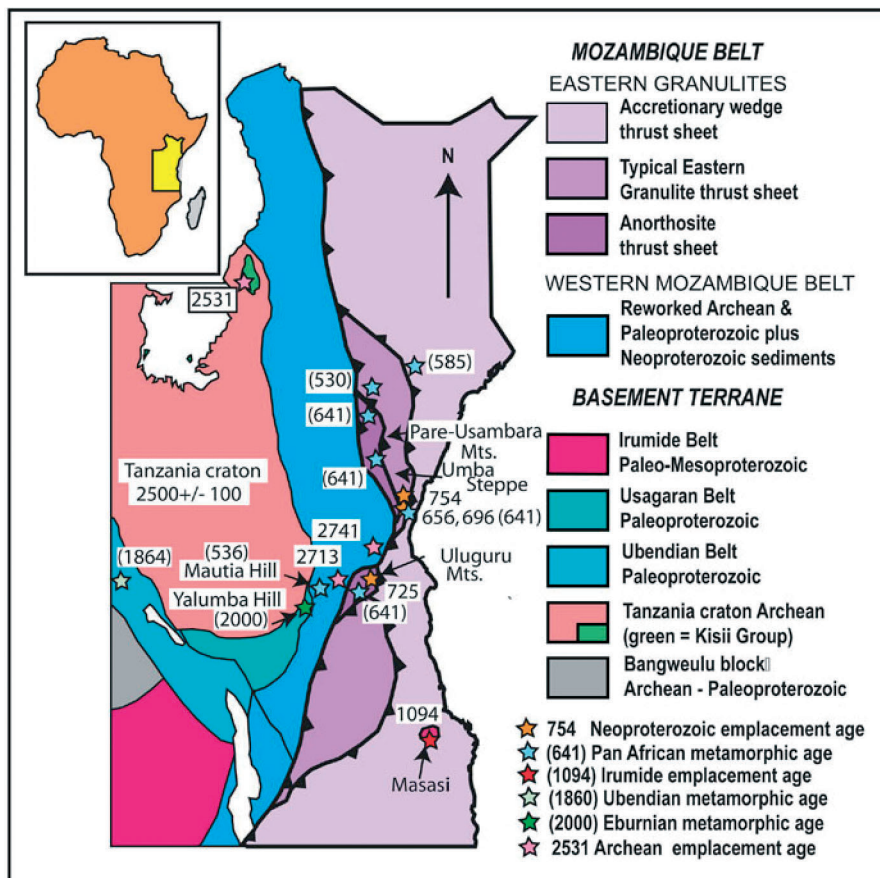 MOZAMBIQUE BELT
EASTERN GRANULITES
Accretionary wedge
thrust sheet
Typical Eastern
Granulite thrust sheet
Anorthosite
thrust sheet
WESTERN MOZAMBIQUE BELT
Reworked Archean &
Paleoproterozoic plus
Neoproterozoic sediments
BASEMENT TERRANE
Irumide Belt
Paleo-Mesoproterozoic
Usagaran Belt
Paleoproterozoic
Ubendian Belt
Paleoproterozoic
Tanzania craton Archean
(green = Kisii Group)
Bangweulu block
Archean - Paleoproterozoic
754 Neoproterozoic emplacement age
(641) Pan African metamorphic age
(1094) Irumide emplacement age
(1860) Ubendian metamorphic age
(2000) Eburnian metamorphic age
2531 Archean emplacement age
N
2531
(585)
(530)
(641)
Pare-Usambara
Mts.
Umba
Steppe
(641)
Tanzania craton
2500+/- 100
754
656, 696 (641)
2741
2713
(536)
Mautia Hill
(1864)
Yalumba Hill
(2000)
Uluguru
Mts.
725
(641)
1094
Masasi